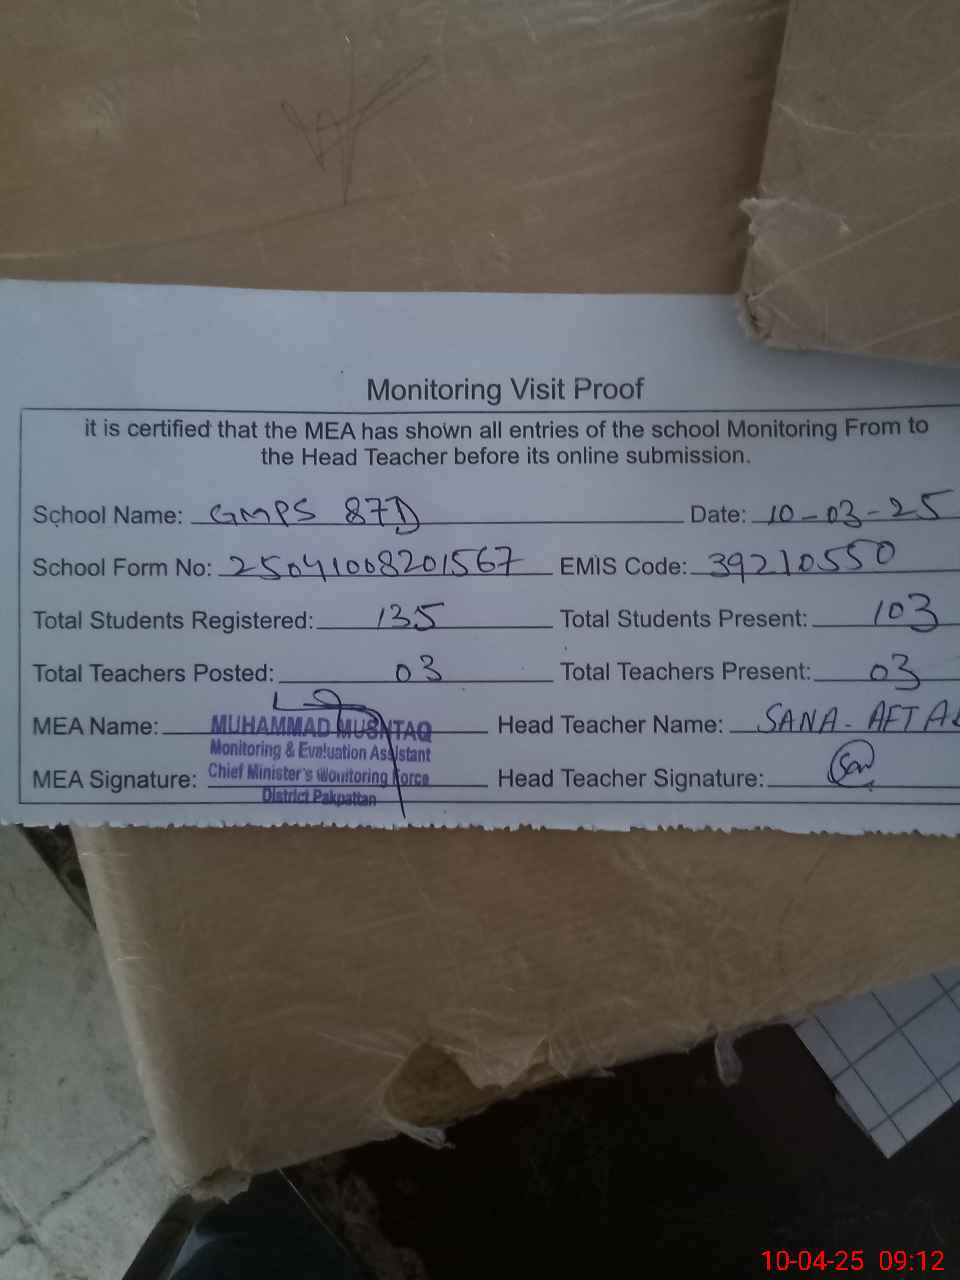 Monitoring Visit Proof
it is certified that the MEA has shown all entries of the school Monitoring From to
the Head Teacher before its online submission.
School Name: GMPS 87D Date: 10-03-25
School Form No: 25041008201567 EMIS Code: 39210550
Total Students Registered: 135 Total Students Present: 103
Total Teachers Posted: 03 Total Teachers Present: 03
MEA Name: MUHAMMAD MUSHTAQ Head Teacher Name: SANA-AFTAB
Monitoring & Evaluation Assistant
MEA Signature: Chief Minister's Monitoring Force Head Teacher Signature:
District Pakpattan
10-04-25 09:12